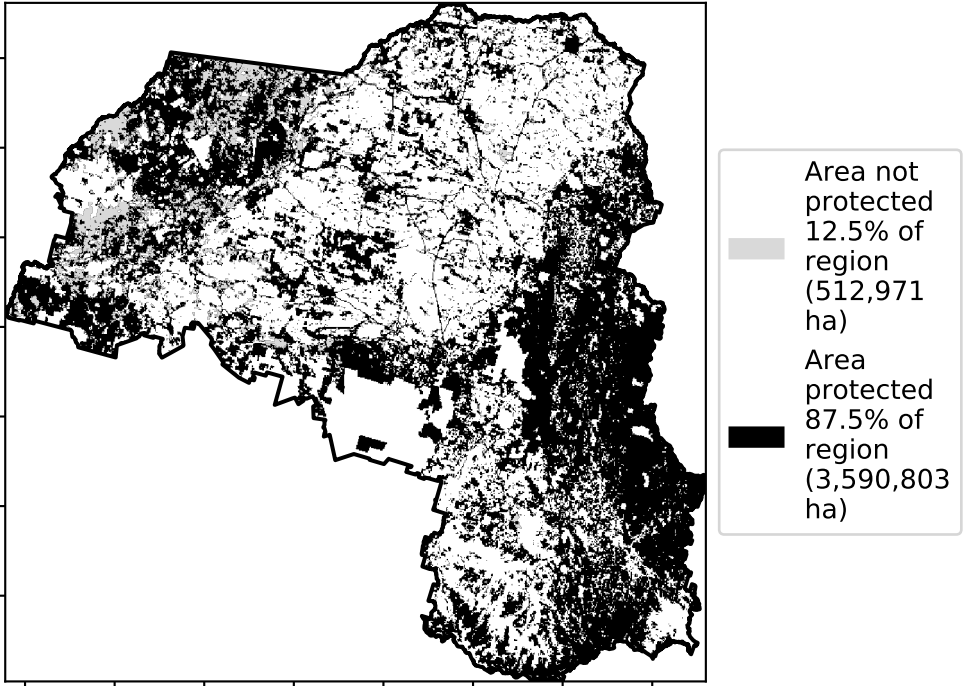 Area not
protected
12.5% of
region
(512,971
ha)
Area
protected
87.5% of
region
(3,590,803
ha)